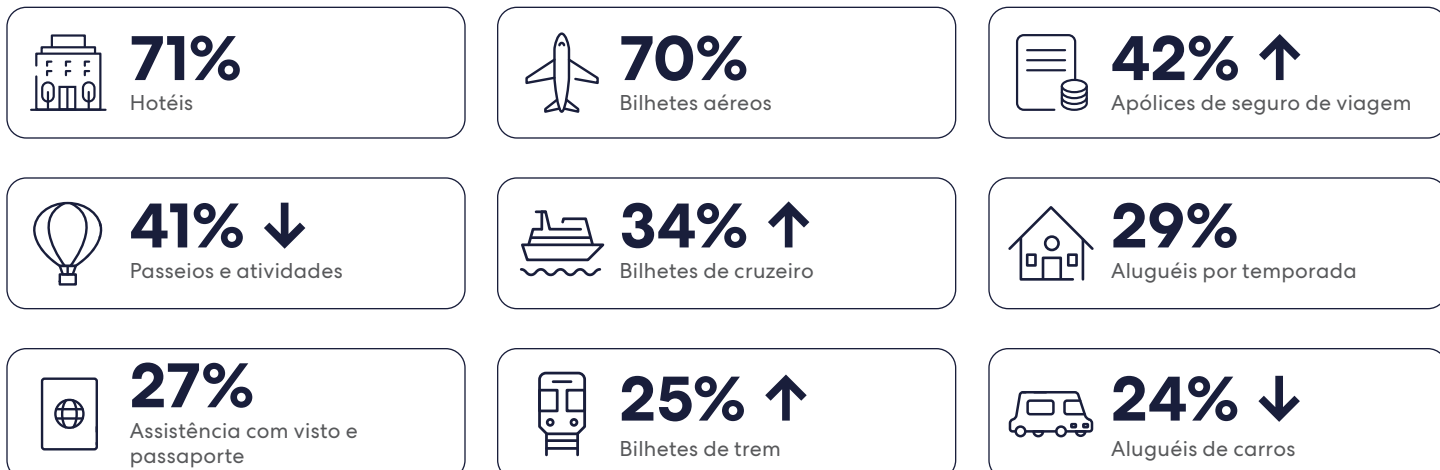 71%
Hotéis
70%
Bilhetes aéreos
42% ↑
Apólices de seguro de viagem
41% ↓
Passeios e atividades
34% ↑
Bilhetes de cruzeiro
29%
Aluguéis por temporada
27%
Assistência com visto e
passaporte
25% ↑
Bilhetes de trem
24% ↓
Aluguéis de carros